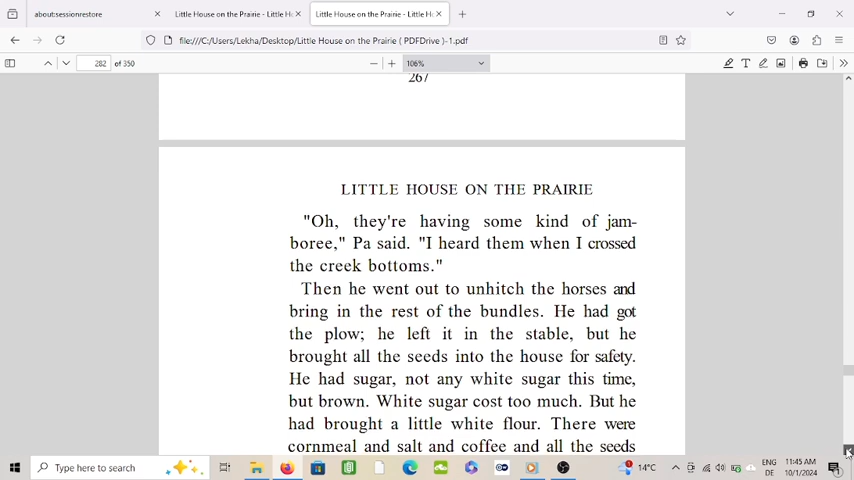 about:sessionrestore
Little House on the Prairie - Little H
Little House on the Prairie - Little H
file:///C:/Users/Lekha/Desktop/Little House on the Prairie ( PDFDrive )-1.pdf
282 of 350
106%
267
LITTLE HOUSE ON THE PRAIRIE
"Oh, they're having some kind of jam-
boree," Pa said. "I heard them when I crossed
the creek bottoms."
Then he went out to unhitch the horses and
bring in the rest of the bundles. He had got
the plow; he left it in the stable, but he
brought all the seeds into the house for safety.
He had sugar, not any white sugar this time,
but brown. White sugar cost too much. But he
had brought a little white flour. There were
cornmeal and salt and coffee and all the seeds
Type here to search
14°C
ENG
DE
11:45 AM
10/1/2024